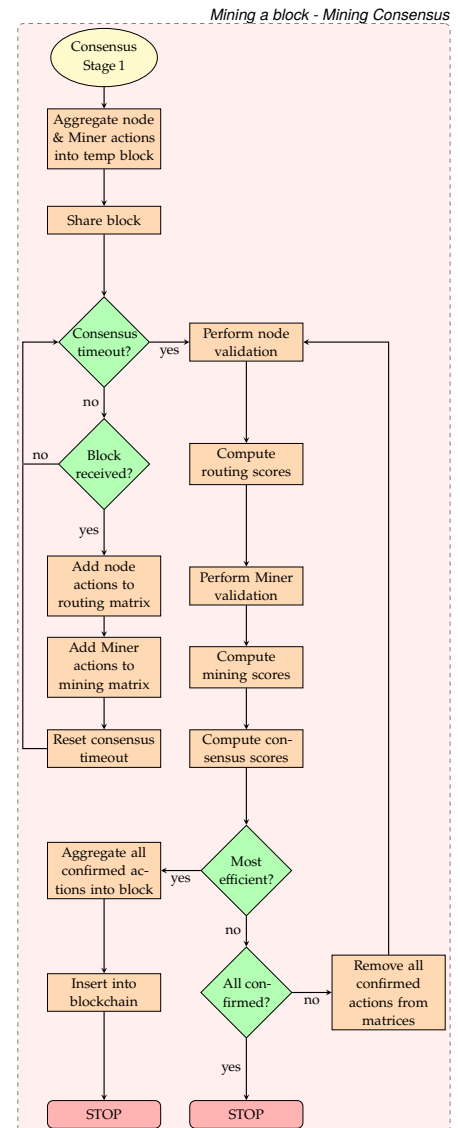 Mining a block - Mining Consensus
Consensus
Stage 1
Aggregate node
& Miner actions
into temp block
Share block
Consensus
timeout?
yes
Perform node
validation
no
Block
received?
no
yes
Compute
routing scores
Add node
actions to
routing matrix
Perform Miner
validation
Add Miner
actions to
mining matrix
Compute
mining scores
Reset consensus
timeout
Compute con-
sensus scores
Most
efficient?
yes
Aggregate all
confirmed ac-
tions into block
no
All con-
firmed?
no
Remove all
confirmed
actions from
matrices
Insert into
blockchain
yes
STOP
STOP